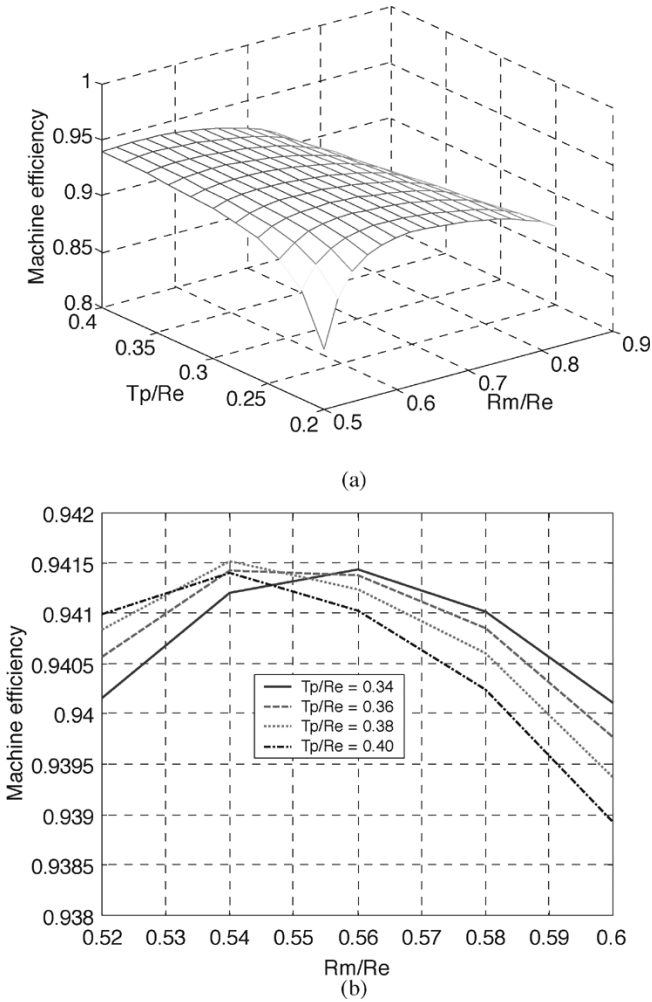 1
0.95
0.9
0.85
0.8
Machine efficiency
0.4
0.35
0.3
0.25
0.2
Tp/Re
0.5
0.6
0.7
0.8
0.9
Rm/Re
(a)
0.942
0.9415
0.941
0.9405
0.94
0.9395
0.939
0.9385
0.938
Machine efficiency
Tp/Re = 0.34
Tp/Re = 0.36
Tp/Re = 0.38
Tp/Re = 0.40
0.52 0.53 0.54 0.55 0.56 0.57 0.58 0.59 0.6
Rm/Re
(b)